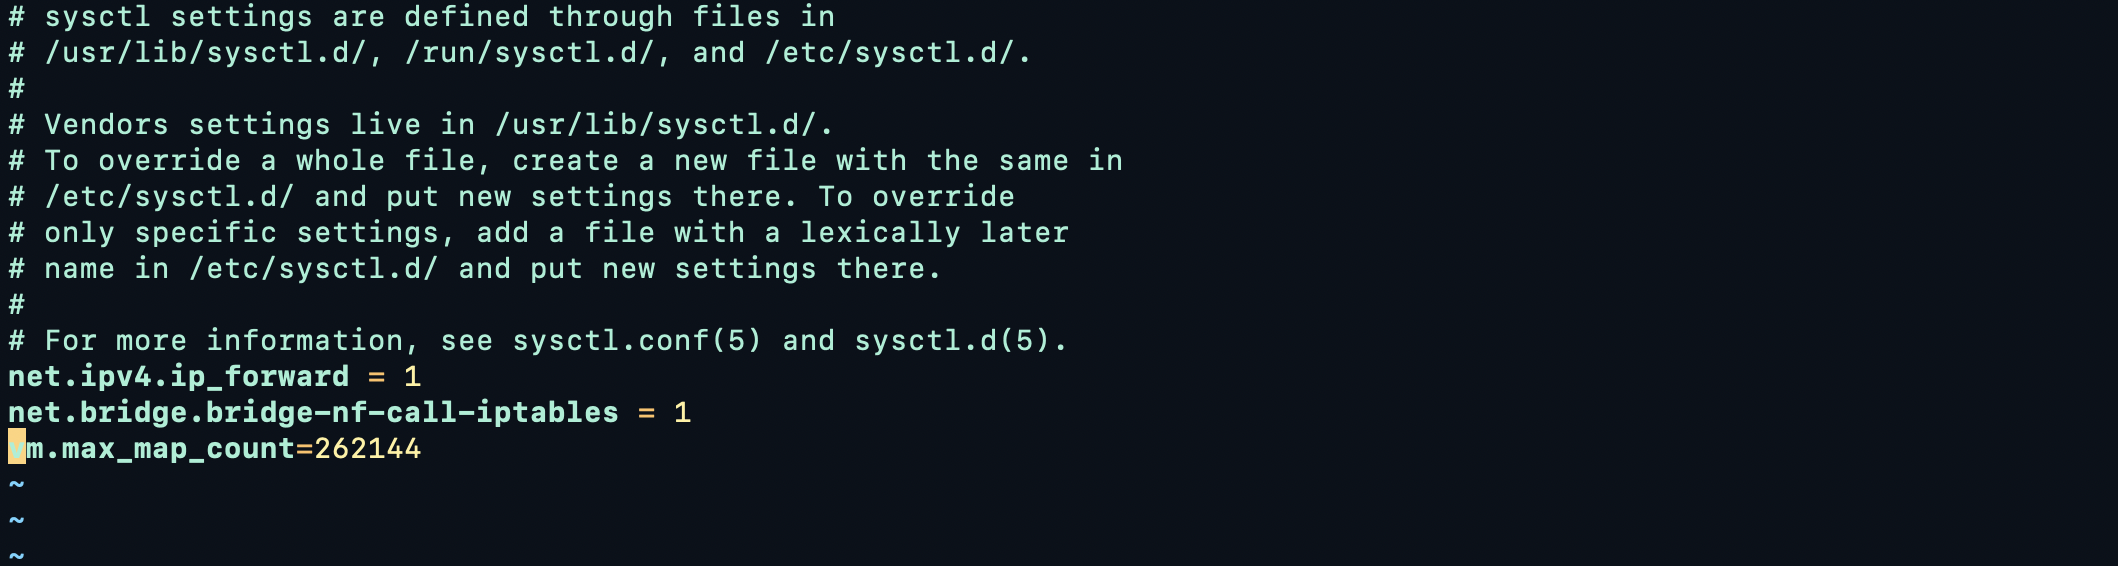 # sysctl settings are defined through files in
# /usr/lib/sysctl.d/, /run/sysctl.d/, and /etc/sysctl.d/.
#
# Vendors settings live in /usr/lib/sysctl.d/.
# To override a whole file, create a new file with the same in
# /etc/sysctl.d/ and put new settings there. To override
# only specific settings, add a file with a lexically later
# name in /etc/sysctl.d/ and put new settings there.
#
# For more information, see sysctl.conf(5) and sysctl.d(5).
net.ipv4.ip_forward = 1
net.bridge.bridge-nf-call-iptables = 1
vm.max_map_count=262144
~
~
~